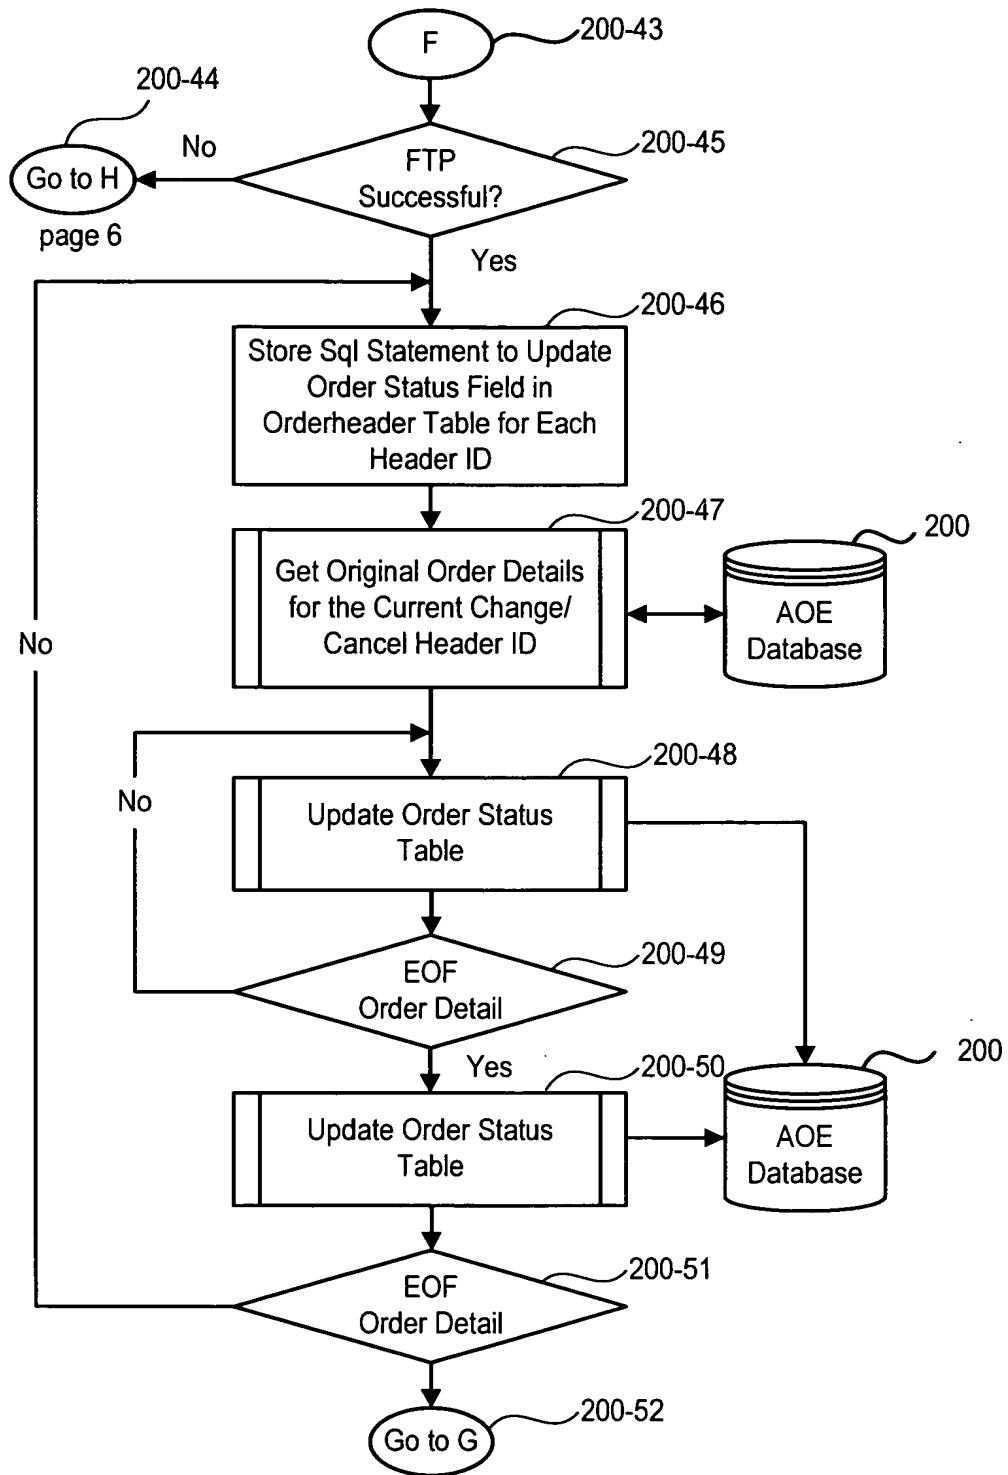 F
200-43
200-44
No
Go to H
page 6
FTP
Successful?
200-45
Yes
200-46
Store Sql Statement to Update
Order Status Field in
Orderheader Table for Each
Header ID
200-47
Get Original Order Details
for the Current Change/
Cancel Header ID
200
AOE
Database
No
No
200-48
Update Order Status
Table
200-49
EOF
Order Detail
Yes
200-50
Update Order Status
Table
200
AOE
Database
200-51
EOF
Order Detail
200-52
Go to G